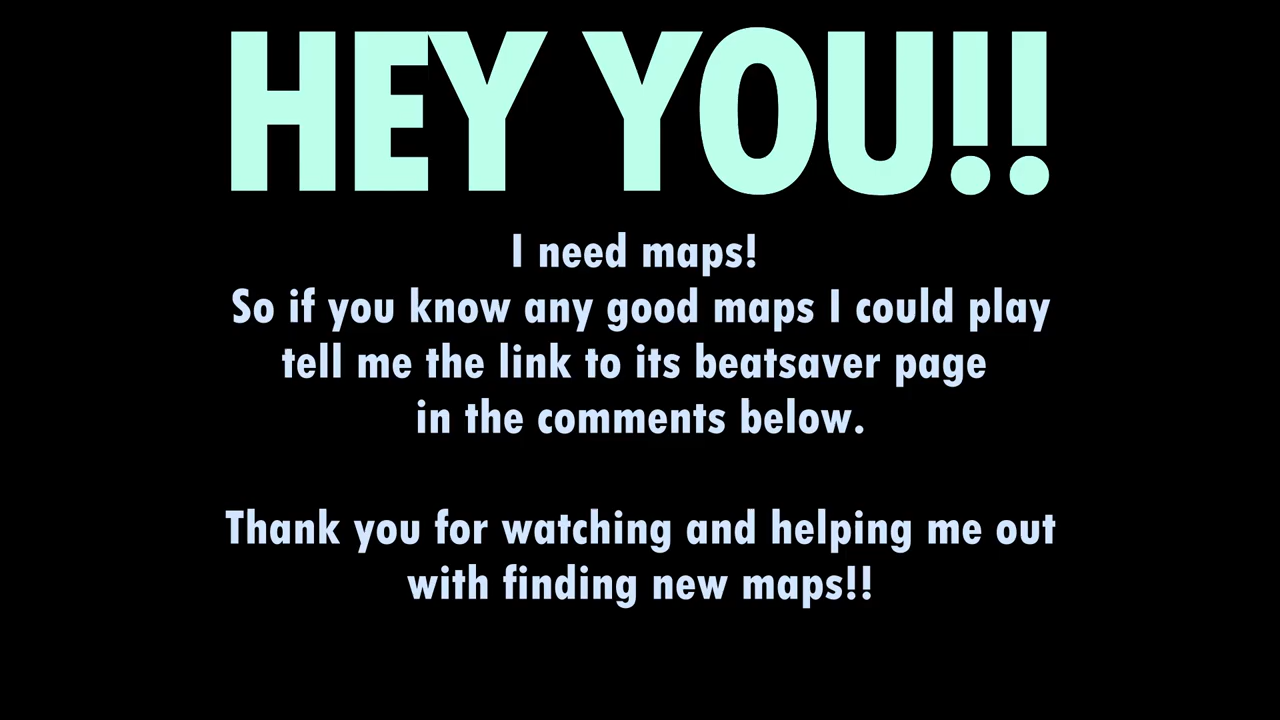 HEY YOU!!
I need maps!
So if you know any good maps I could play
tell me the link to its beatsaver page
in the comments below.
Thank you for watching and helping me out
with finding new maps!!